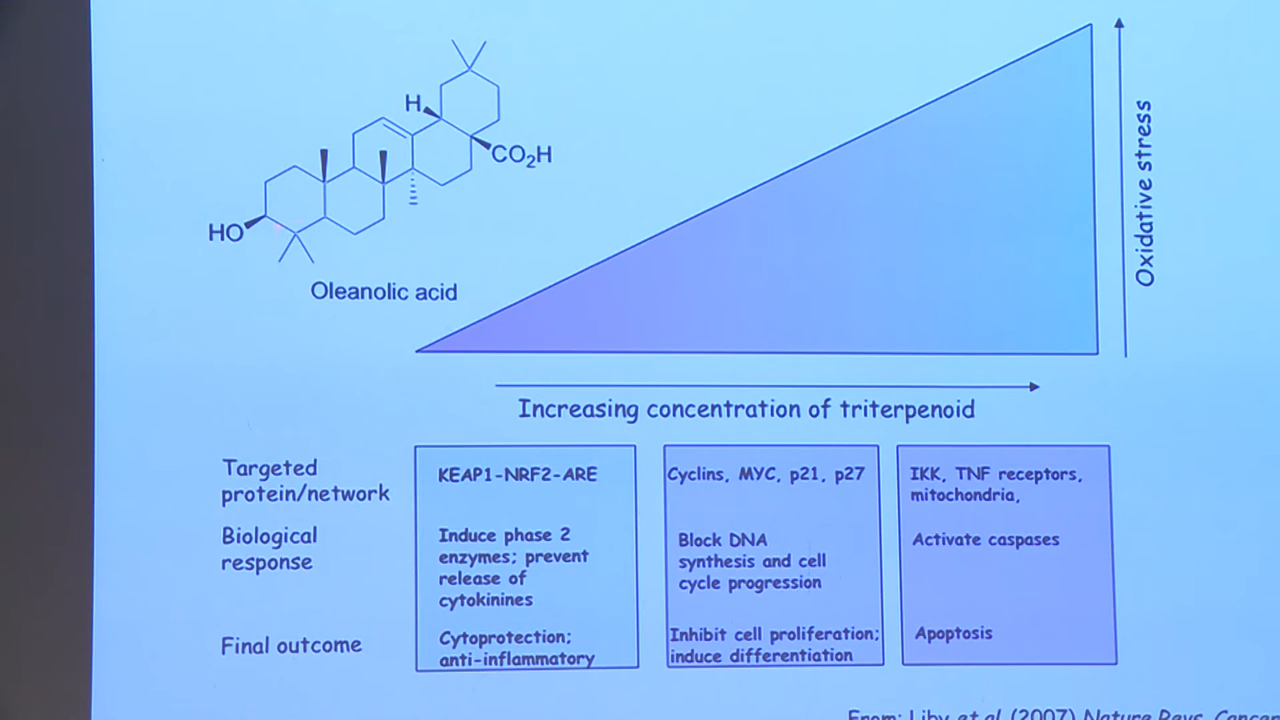 H
CO2H
HO
Oleanolic acid
Oxidative stress
Increasing concentration of triterpenoid
Targeted
protein/network
KEAP1-NRF2-ARE
Cyclins, MYC, p21, p27
IKK, TNF receptors,
mitochondria,
Biological
response
Induce phase 2
enzymes; prevent
release of
cytokinines
Block DNA
synthesis and cell
cycle progression
Activate caspases
Final outcome
Cytoprotection;
anti-inflammatory
Inhibit cell proliferation;
induce differentiation
Apoptosis
From: Liby et al (2007) Nature Revs. Cancer